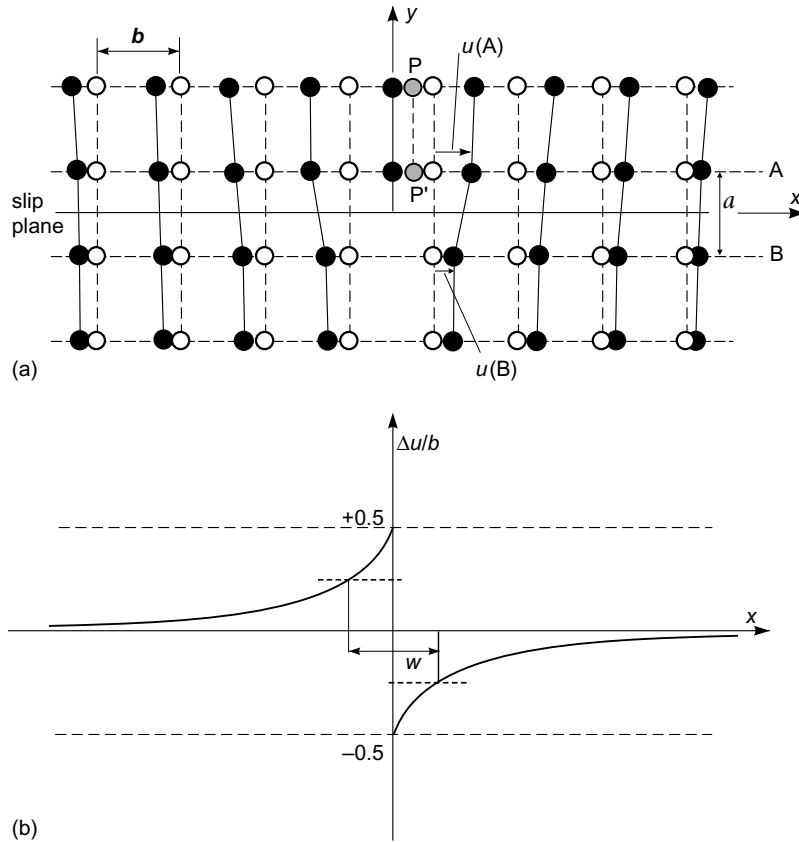 y
b
P
u(A)
A
P'
slip
plane
a
x
B
u(B)
(a)
Δu/b
+0.5
x
w
–0.5
(b)